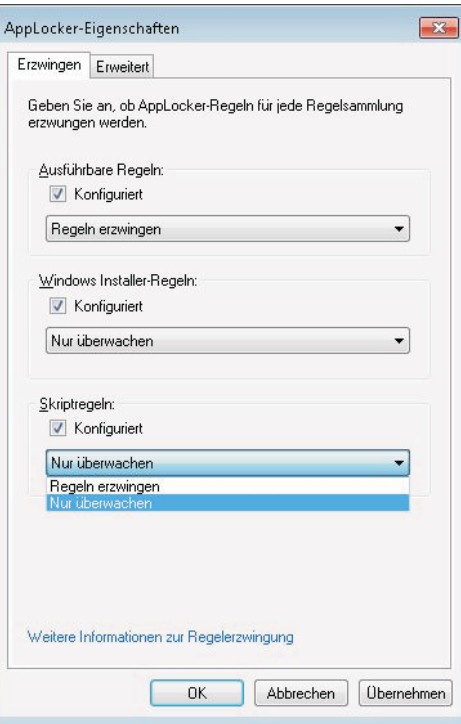 AppLocker-Eigenschaften
Erzwingen Erweitert
Geben Sie an, ob AppLocker-Regeln für jede Regelsammlung
erzwungen werden.
Ausführbare Regeln:
Konfiguriert
Regeln erzwingen
Windows Installer-Regeln:
Konfiguriert
Nur überwachen
Skriptregeln:
Konfiguriert
Nur überwachen
Regeln erzwingen
Nur überwachen
Weitere Informationen zur Regelerzwingung
OK Abbrechen Übernehmen